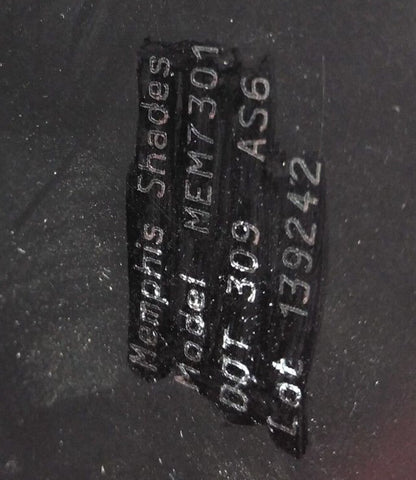 Memphis Shades
Model MEM7301
DOT 309 AS6
Lot 139242